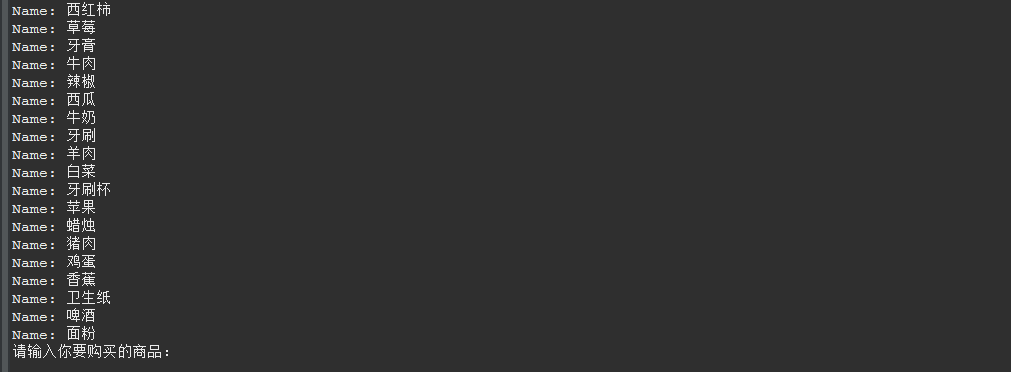 Name: 西红柿
Name: 草莓
Name: 牙膏
Name: 牛肉
Name: 辣椒
Name: 西瓜
Name: 牛奶
Name: 牙刷
Name: 羊肉
Name: 白菜
Name: 牙刷杯
Name: 苹果
Name: 蜡烛
Name: 猪肉
Name: 鸡蛋
Name: 香蕉
Name: 卫生纸
Name: 啤酒
Name: 面粉
请输入你要购买的商品: